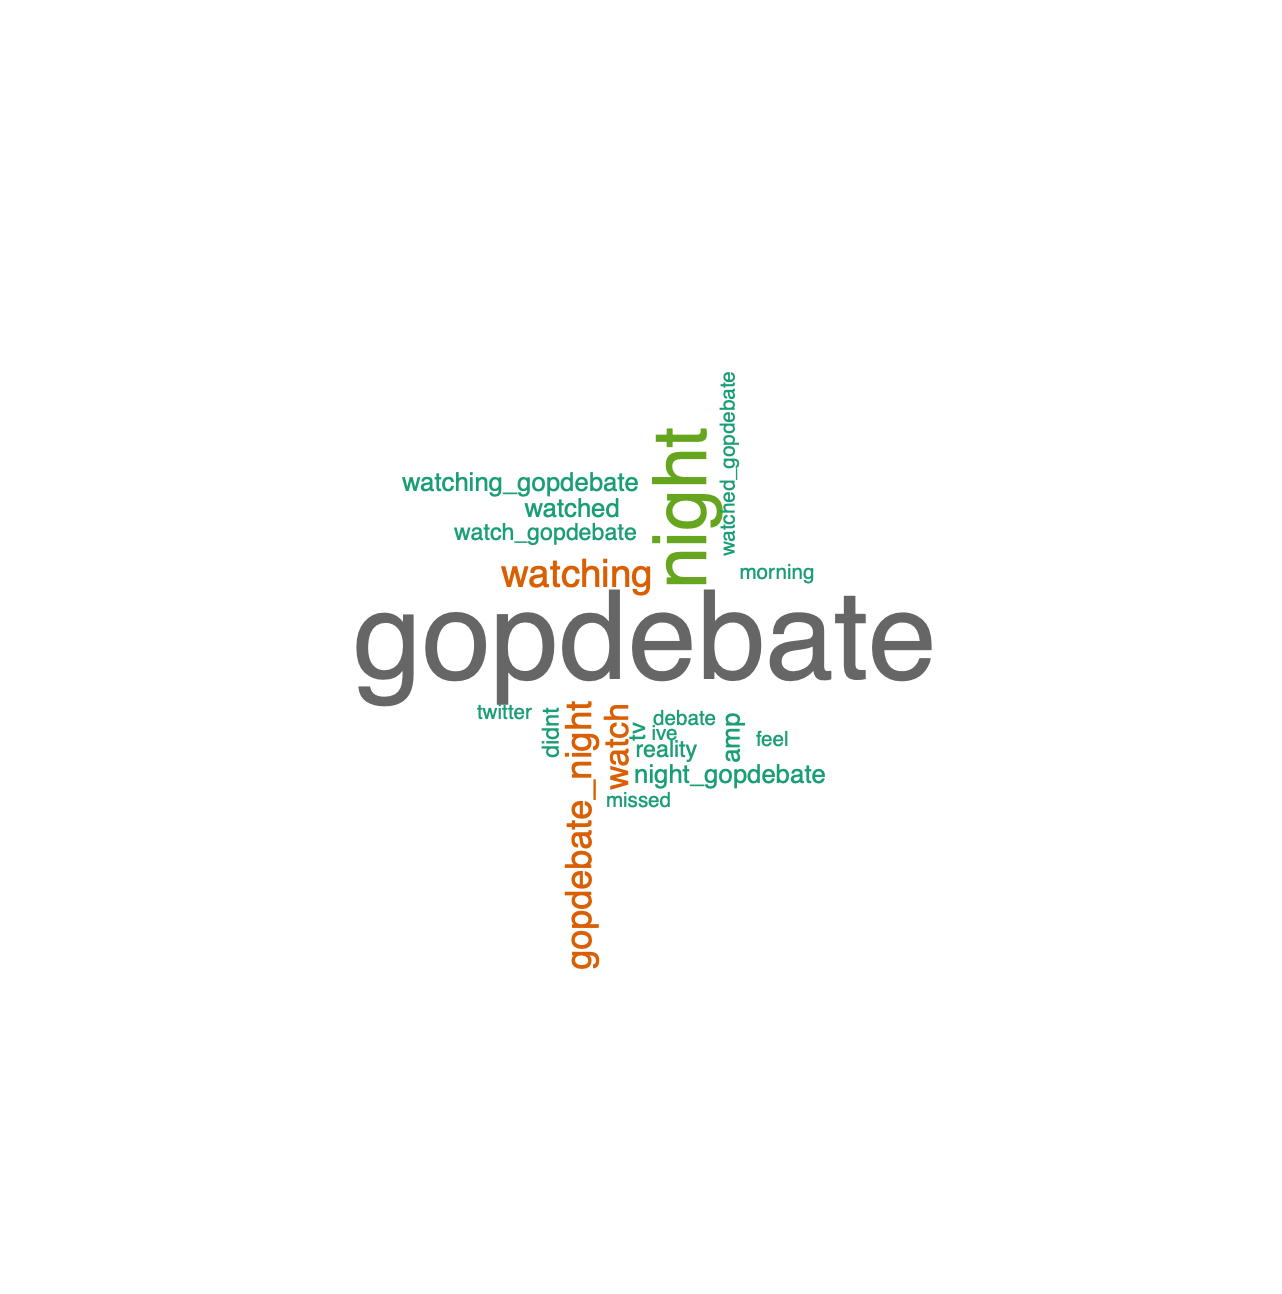 watched_gopdebate
night
watching_gopdebate
watched
watch_gopdebate
watching
morning
gopdebate
twitter
didnt
gopdebate_night
watch
tv
debate
ive
reality
amp
feel
night_gopdebate
missed